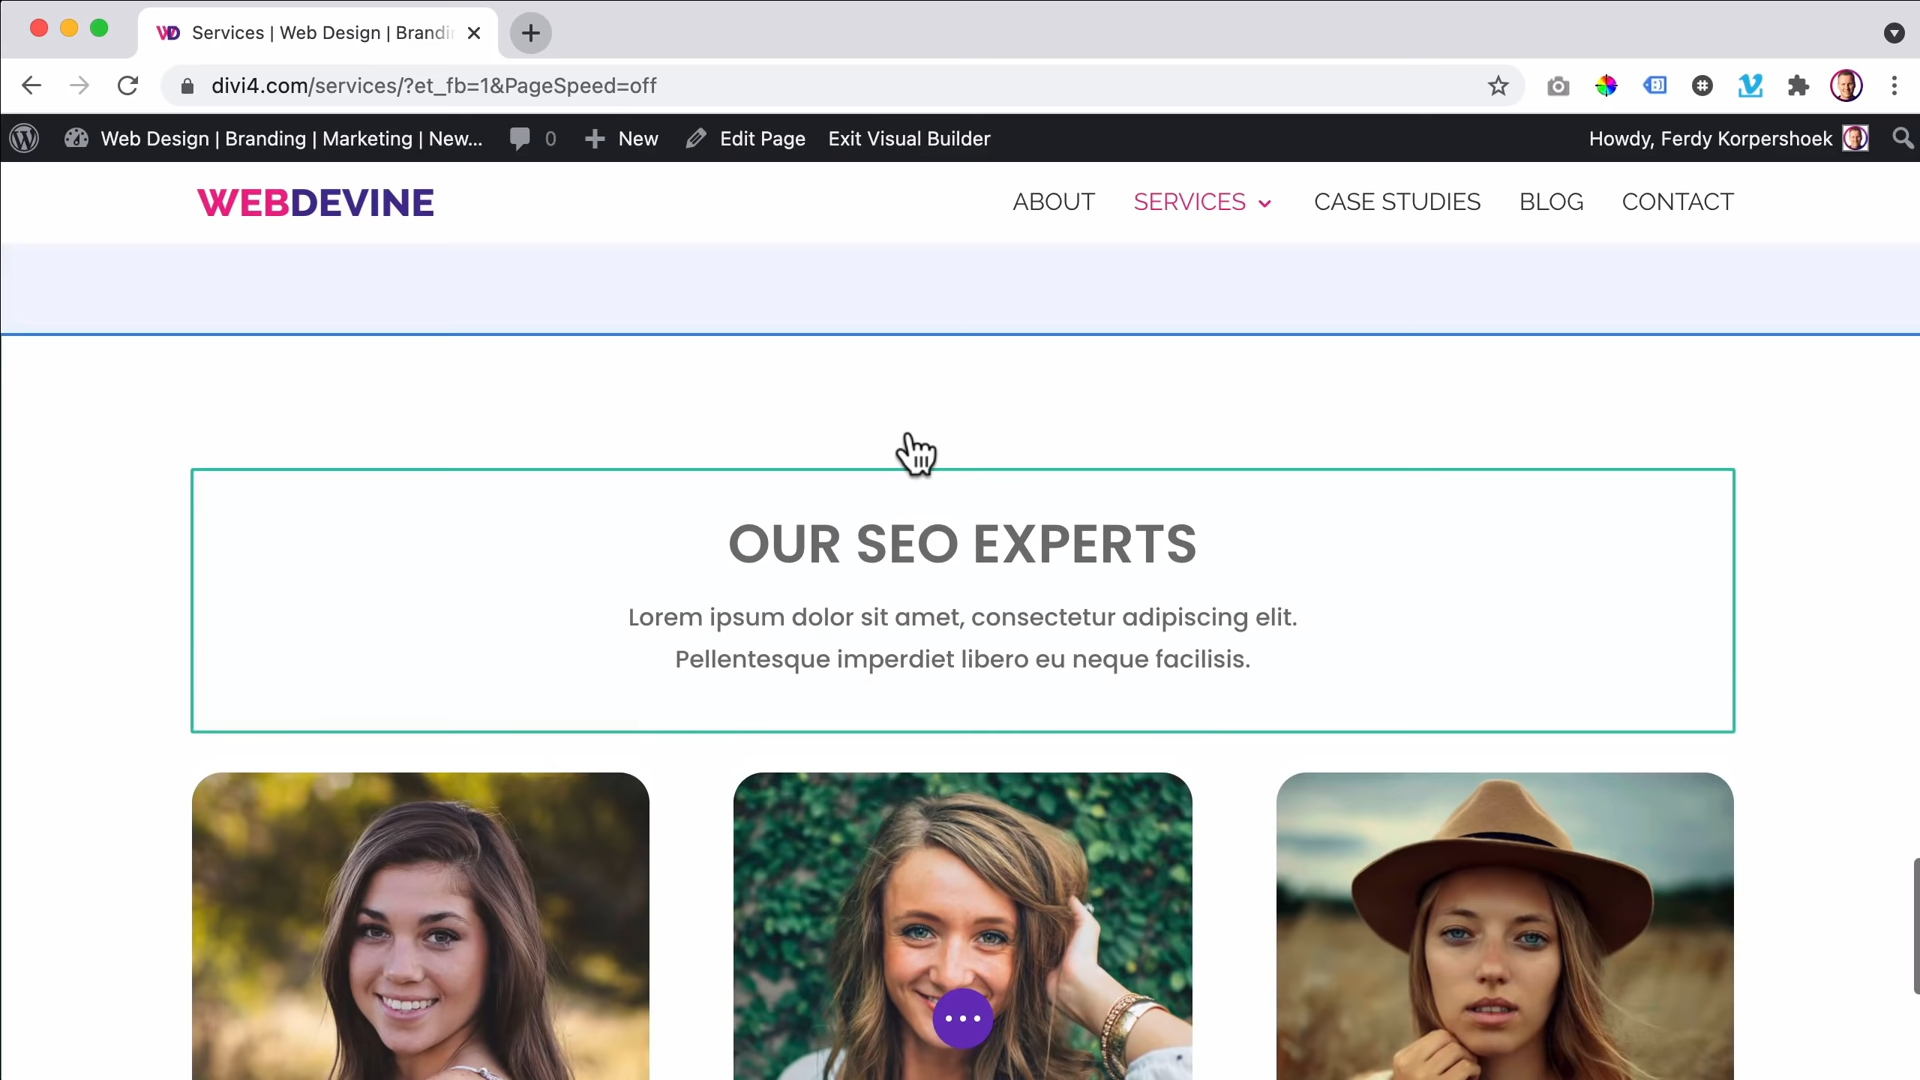 Services | Web Design | Brandi
divi4.com/services/?et_fb=1&PageSpeed=off
Web Design | Branding | Marketing | New... 0 New Edit Page Exit Visual Builder Howdy, Ferdy Korpershoek
WEBDEVINE ABOUT SERVICES CASE STUDIES BLOG CONTACT
OUR SEO EXPERTS
Lorem ipsum dolor sit amet, consectetur adipiscing elit.
Pellentesque imperdiet libero eu neque facilisis.